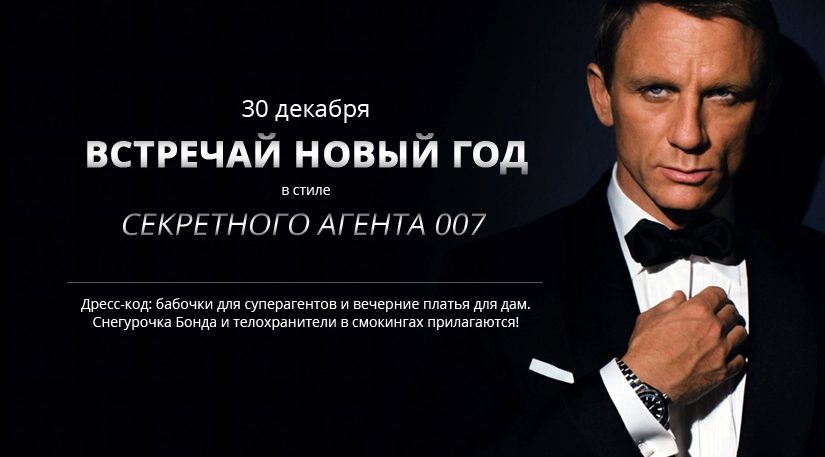 30 декабря
ВСТРЕЧАЙ НОВЫЙ ГОД
в стиле
СЕКРЕТНОГО АГЕНТА 007
Дресс-код: бабочки для суперагентов и вечерние платья для дам.
Снегурочка Бонда и телохранители в смокингах прилагаются!